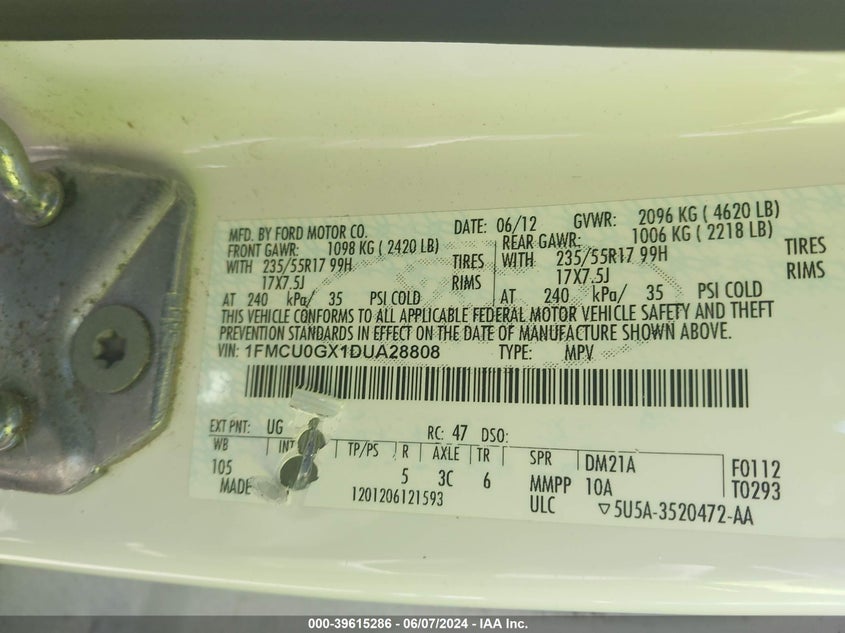 MFD. BY FORD MOTOR CO. DATE: 06/12 GVWR: 2096 KG ( 4620 LB)
FRONT GAWR: 1098 KG ( 2420 LB) REAR GAWR: 1006 KG ( 2218 LB)
WITH 235/55R17 99H TIRES WITH 235/55R17 99H TIRES
17X7.5J RIMS 17X7.5J RIMS
AT 240 kPa/ 35 PSI COLD AT 240 kPa/ 35 PSI COLD
THIS VEHICLE CONFORMS TO ALL APPLICABLE FEDERAL MOTOR VEHICLE SAFETY AND THEFT
PREVENTION STANDARDS IN EFFECT ON THE DATE OF MANUFACTURE SHOWN ABOVE.
VIN: 1FMCU0GX1DUA28808 TYPE: MPV
EXT PNT: UG RC: 47 DSO:
WB INT TP/PS R AXLE TR SPR DM21A F0112
105 5 3C 6 MMPP 10A T0293
MADE 1201206121593 ULC ▽5U5A-3520472-AA
000-39615286 - 06/07/2024 - IAA Inc.